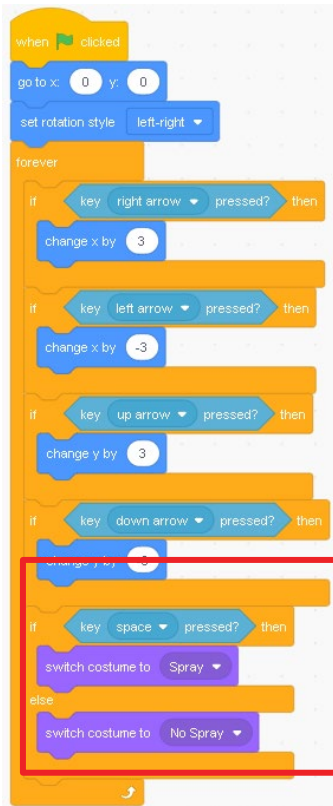 when clicked
go to x: 0 y: 0
set rotation style left-right
forever
if key right arrow pressed? then
change x by 3
if key left arrow pressed? then
change x by -3
if key up arrow pressed? then
change y by 3
if key down arrow pressed? then
change y by
if key space pressed? then
switch costume to Spray
else
switch costume to No Spray